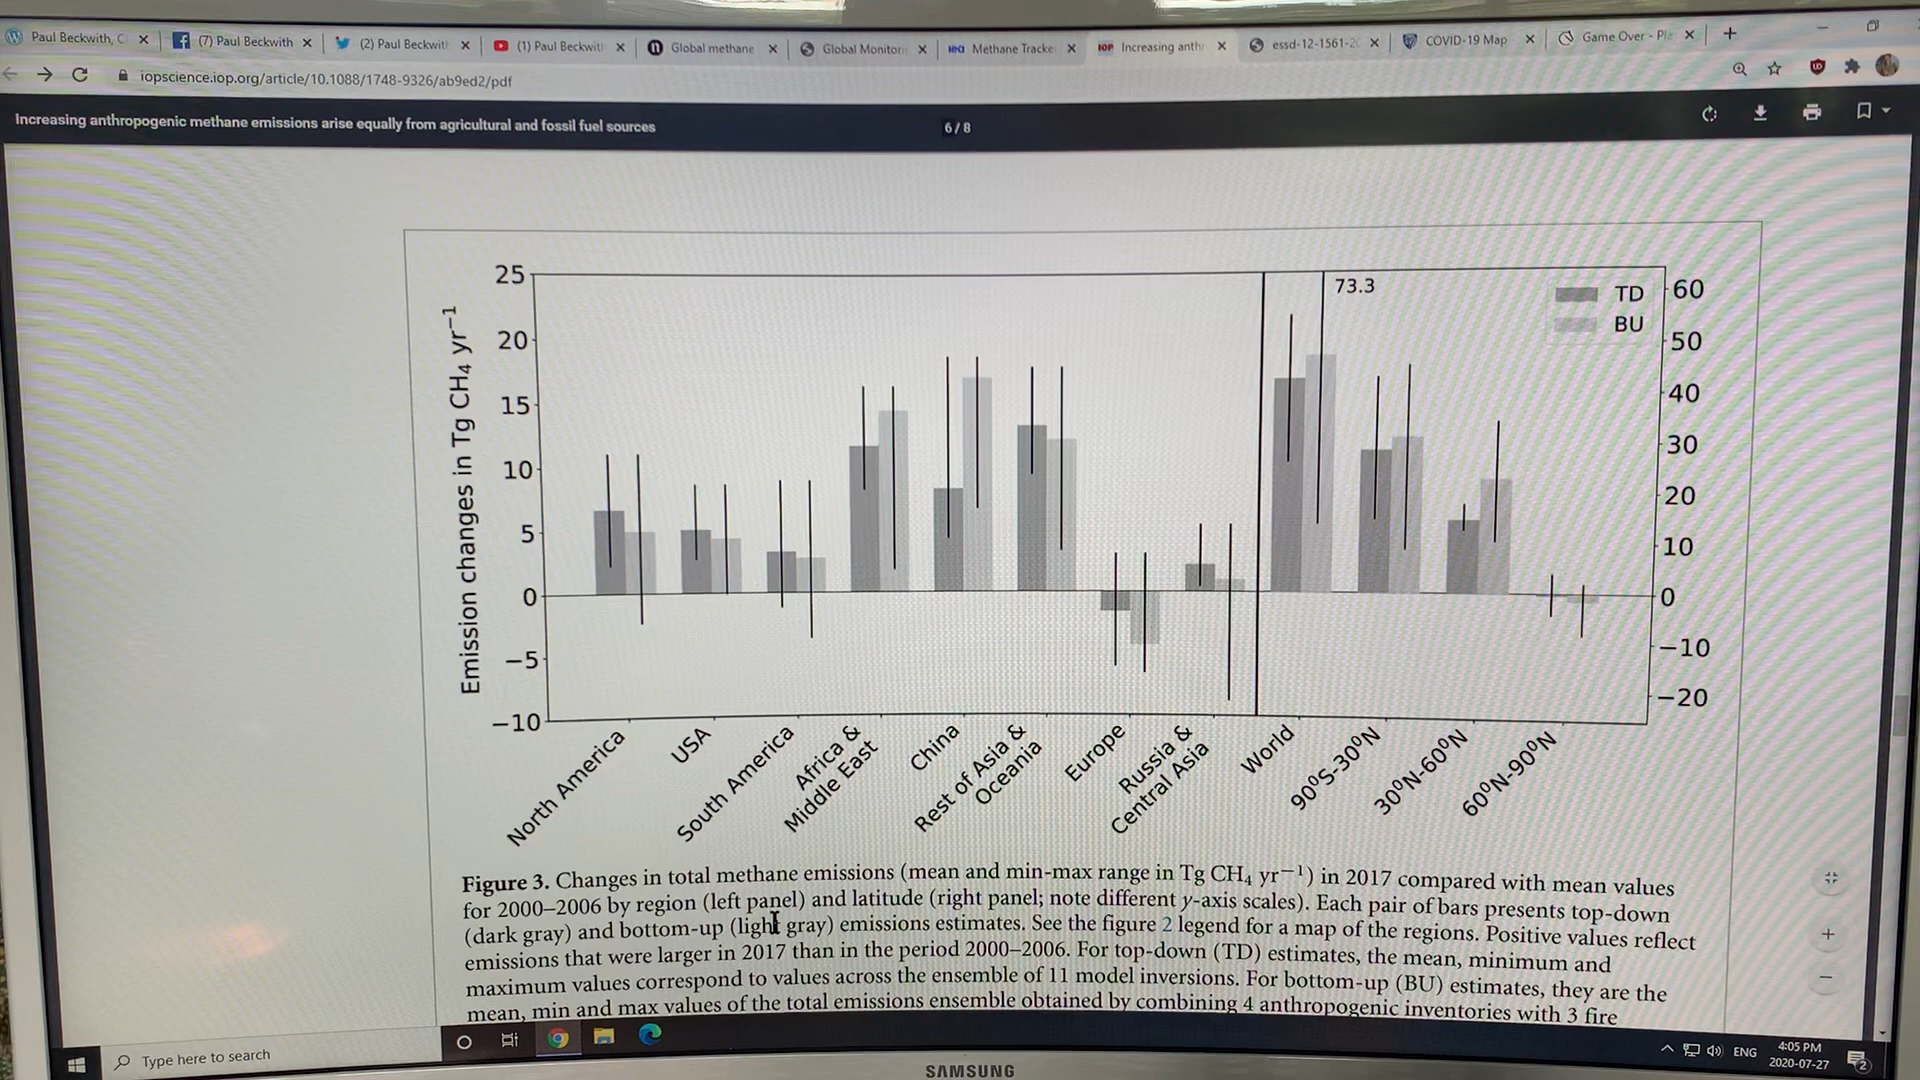 Paul Beckwith, C
(7) Paul Beckwith
(2) Paul Beckwit
(1) Paul Beckwit
Global methane
Global Monitor
iea Methane Tracke
IOP Increasing anthr
essd-12-1561-20
COVID-19 Map
Game Over - Pl
iopscience.iop.org/article/10.1088/1748-9326/ab9ed2/pdf
Increasing anthropogenic methane emissions arise equally from agricultural and fossil fuel sources
6 / 8
Emission changes in Tg CH₄ yr⁻¹
25
20
15
10
5
0
−5
−10
73.3
TD
BU
60
50
40
30
20
10
0
−10
−20
North America
USA
South America
Africa &
Middle East
China
Rest of Asia &
Oceania
Europe
Russia &
Central Asia
World
90⁰S-30⁰N
30⁰N-60⁰N
60⁰N-90⁰N
Figure 3. Changes in total methane emissions (mean and min-max range in Tg CH₄ yr⁻¹) in 2017 compared with mean values
for 2000–2006 by region (left panel) and latitude (right panel; note different y-axis scales). Each pair of bars presents top-down
(dark gray) and bottom-up (light gray) emissions estimates. See the figure 2 legend for a map of the regions. Positive values reflect
emissions that were larger in 2017 than in the period 2000–2006. For top-down (TD) estimates, the mean, minimum and
maximum values correspond to values across the ensemble of 11 model inversions. For bottom-up (BU) estimates, they are the
mean, min and max values of the total emissions ensemble obtained by combining 4 anthropogenic inventories with 3 fire
Type here to search
ENG
4:05 PM
2020-07-27
2
SAMSUNG